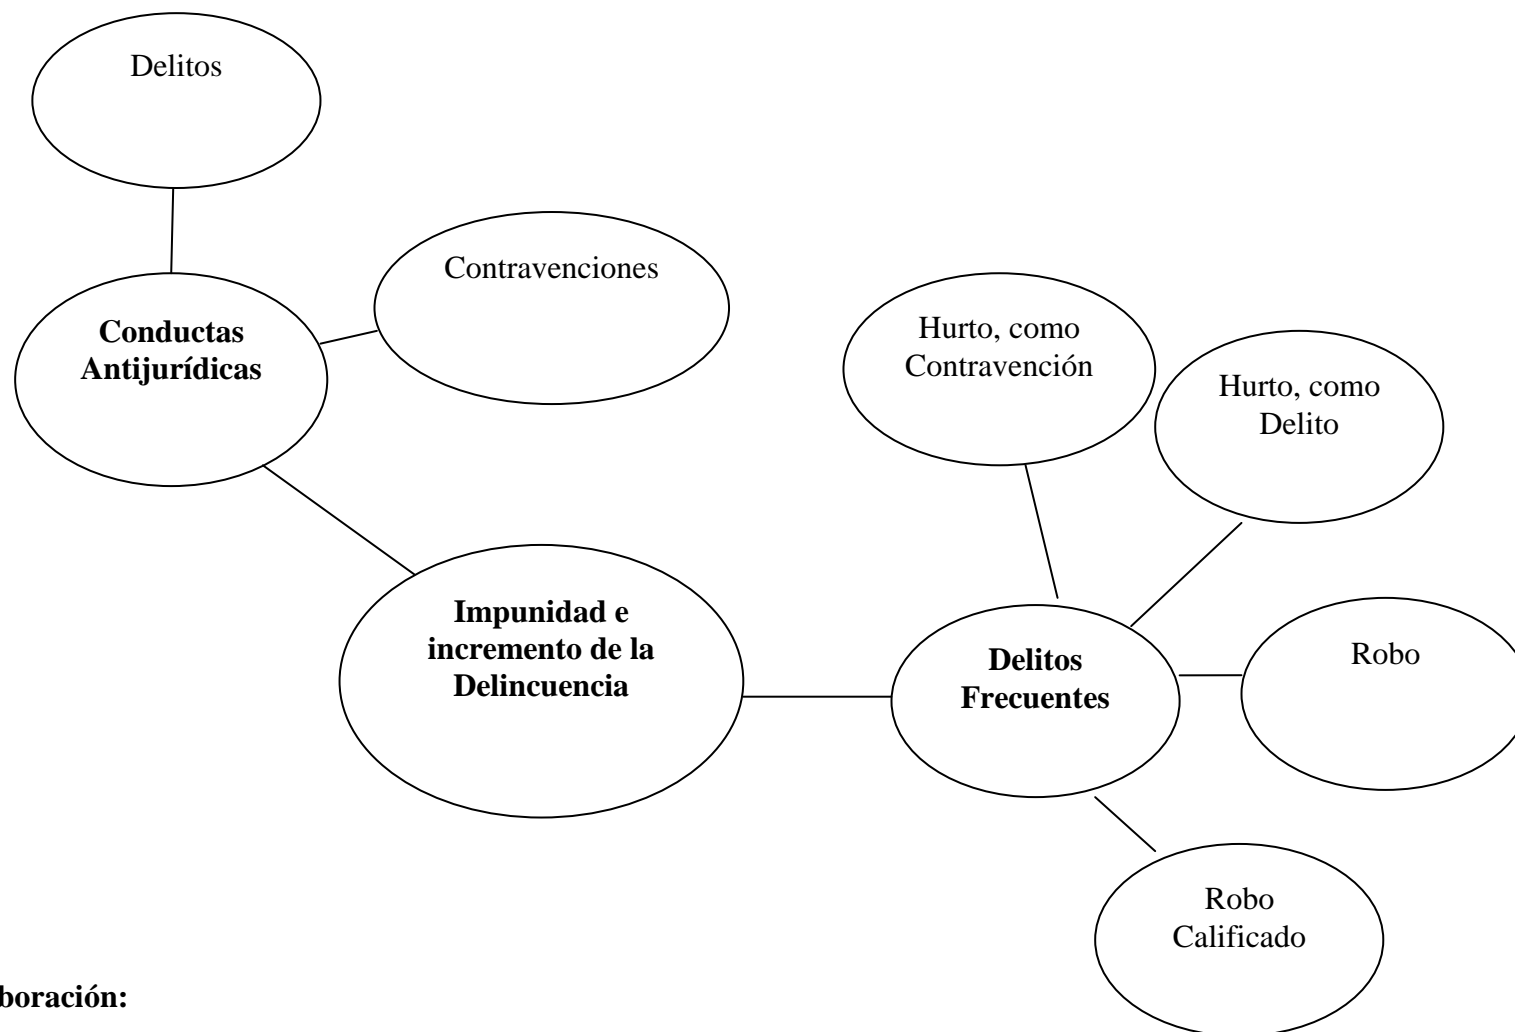 Delitos
Contravenciones
Conductas
Antijurídicas
Hurto, como
Contravención
Hurto, como
Delito
Impunidad e
incremento de la
Delincuencia
Delitos
Frecuentes
Robo
Robo
Calificado
boración: